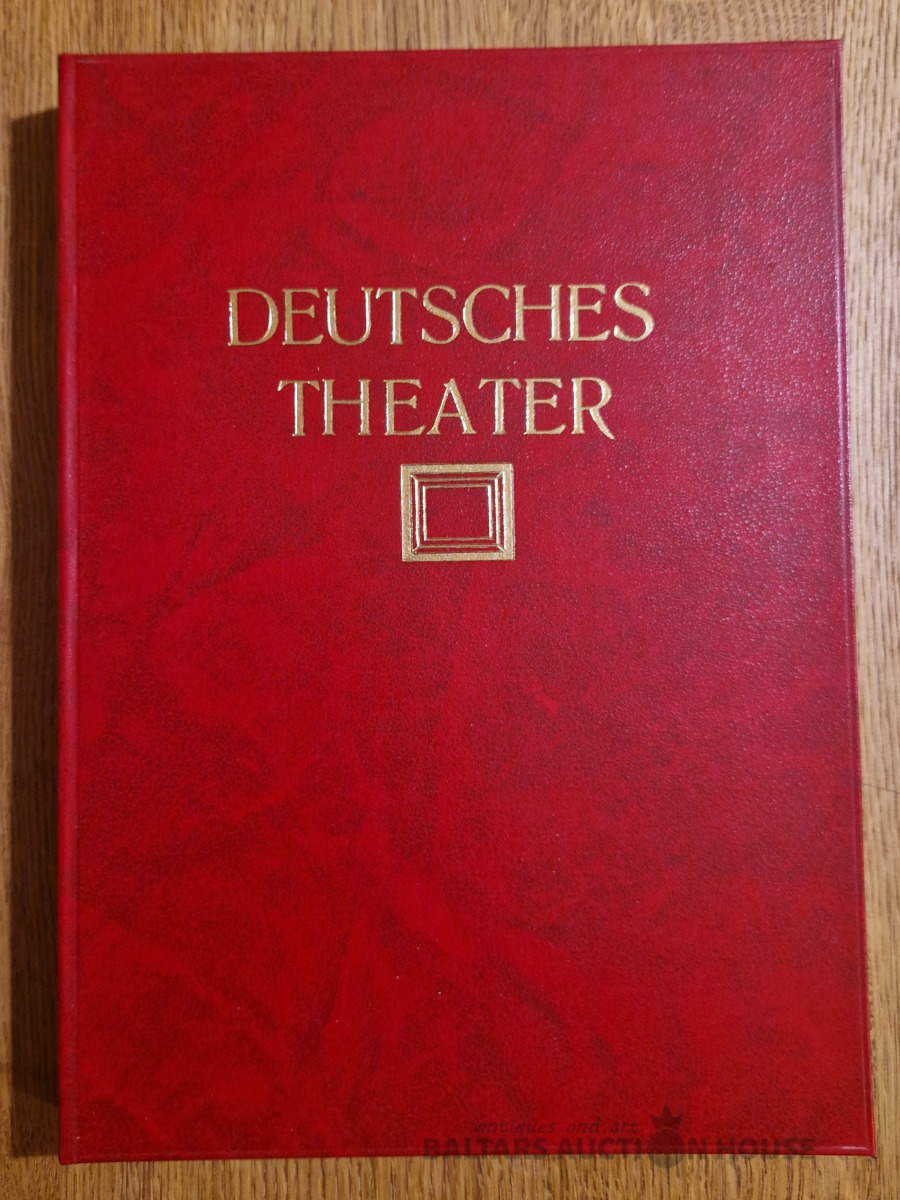 DEUTSCHES
THEATER
antiques and art
BALTARS AUCTION HOUSE